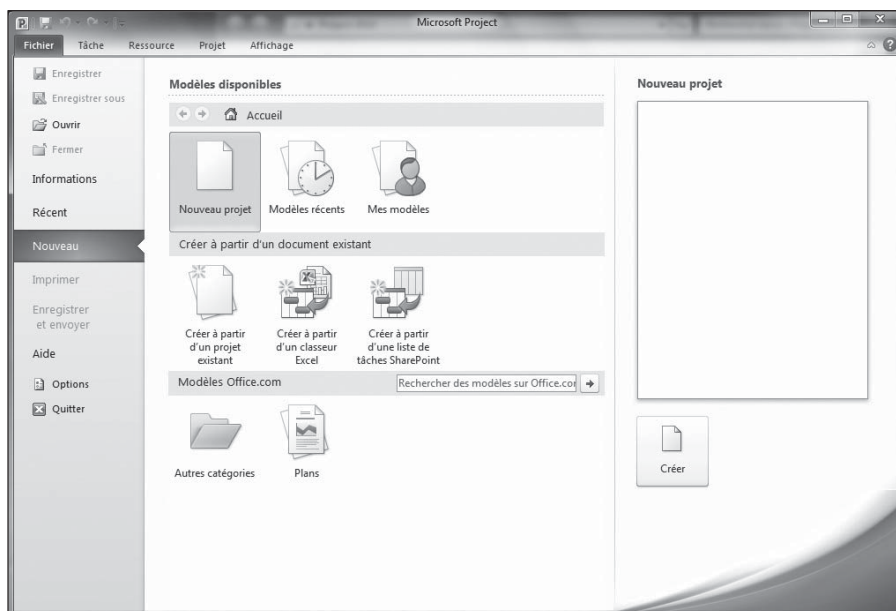 Microsoft Project
Fichier Tâche Ressource Projet Affichage
Enregistrer
Enregistrer sous
Ouvrir
Fermer
Informations
Récent
Nouveau
Imprimer
Enregistrer
et envoyer
Aide
Options
Quitter
Modèles disponibles
Accueil
Nouveau projet
Modèles récents
Mes modèles
Créer à partir d'un document existant
Créer à partir
d'un projet
existant
Créer à partir
d'un classeur
Excel
Créer à partir
d'une liste de
tâches SharePoint
Modèles Office.com
Rechercher des modèles sur Office.co
Autres catégories
Plans
Nouveau projet
Créer